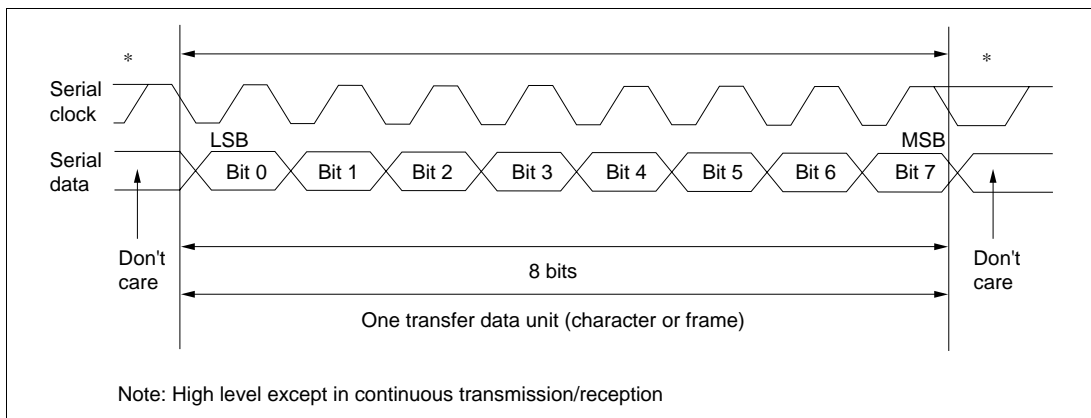 * *
Serial
clock
LSB MSB
Serial
data
Bit 0 Bit 1 Bit 2 Bit 3 Bit 4 Bit 5 Bit 6 Bit 7
Don't
care
8 bits
Don't
care
One transfer data unit (character or frame)
Note: High level except in continuous transmission/reception